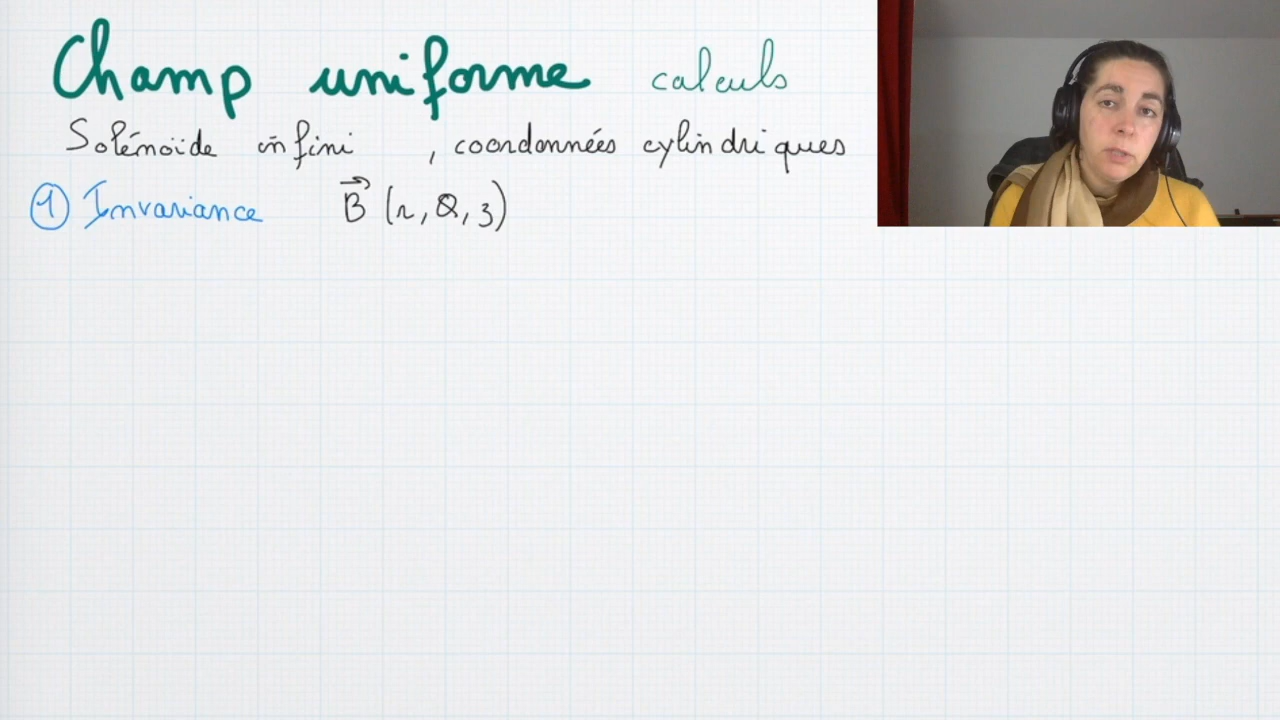 Champ uniforme calculs
Solénoïde infini , coordonnées cylindriques
① Invariance B⃗ (r, θ, z)